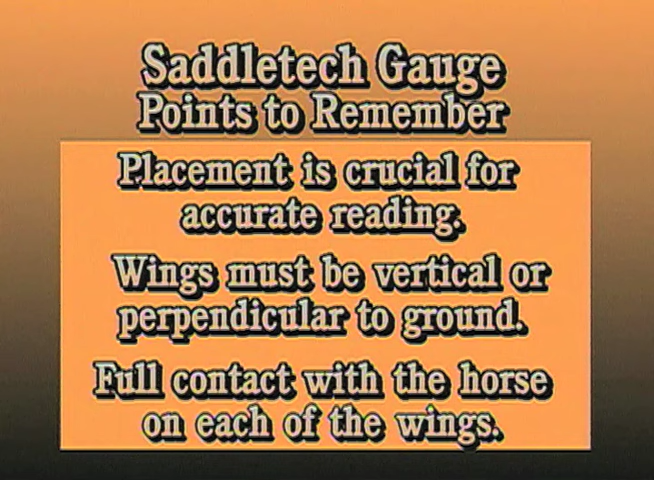 Saddletech Gauge
Points to Remember
Placement is crucial for
accurate reading.
Wings must be vertical or
perpendicular to ground.
Full contact with the horse
on each of the wings.